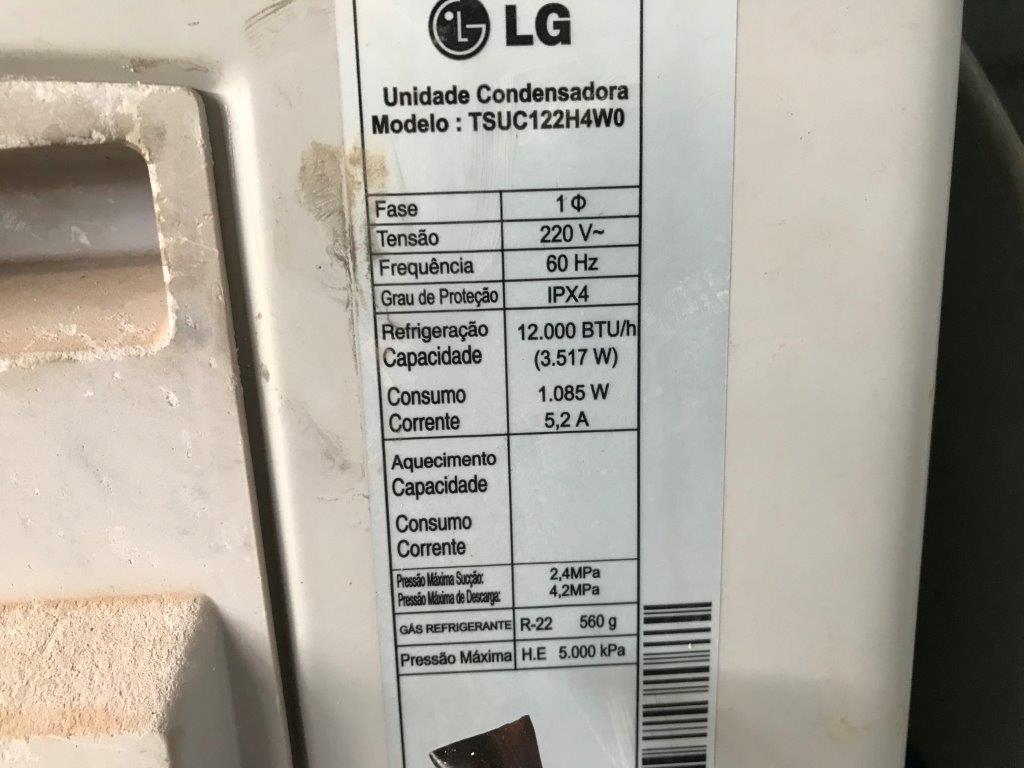 LG
Unidade Condensadora
Modelo : TSUC122H4W0
Fase 1 Φ
Tensão 220 V~
Frequência 60 Hz
Grau de Proteção IPX4
Refrigeração 12.000 BTU/h
Capacidade (3.517 W)
Consumo 1.085 W
Corrente 5,2 A
Aquecimento
Capacidade
Consumo
Corrente
Pressão Máxima Sucção: 2,4MPa
Pressão Máxima de Descarga: 4,2MPa
GÁS REFRIGERANTE R-22 560 g
Pressão Máxima H.E 5.000 kPa